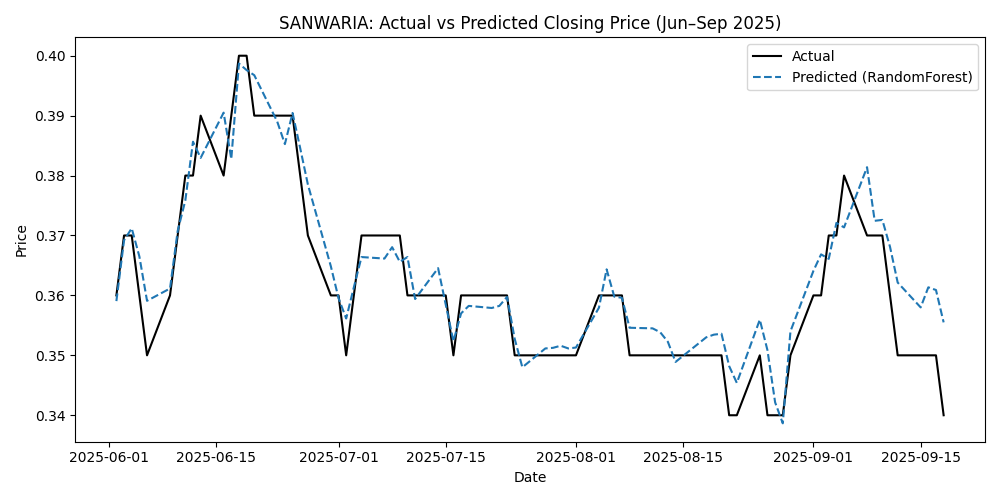 SANWARIA: Actual vs Predicted Closing Price (Jun–Sep 2025)
Actual
Predicted (RandomForest)
Price
0.40
0.39
0.38
0.37
0.36
0.35
0.34
2025-06-01 2025-06-15 2025-07-01 2025-07-15 2025-08-01 2025-08-15 2025-09-01 2025-09-15
Date